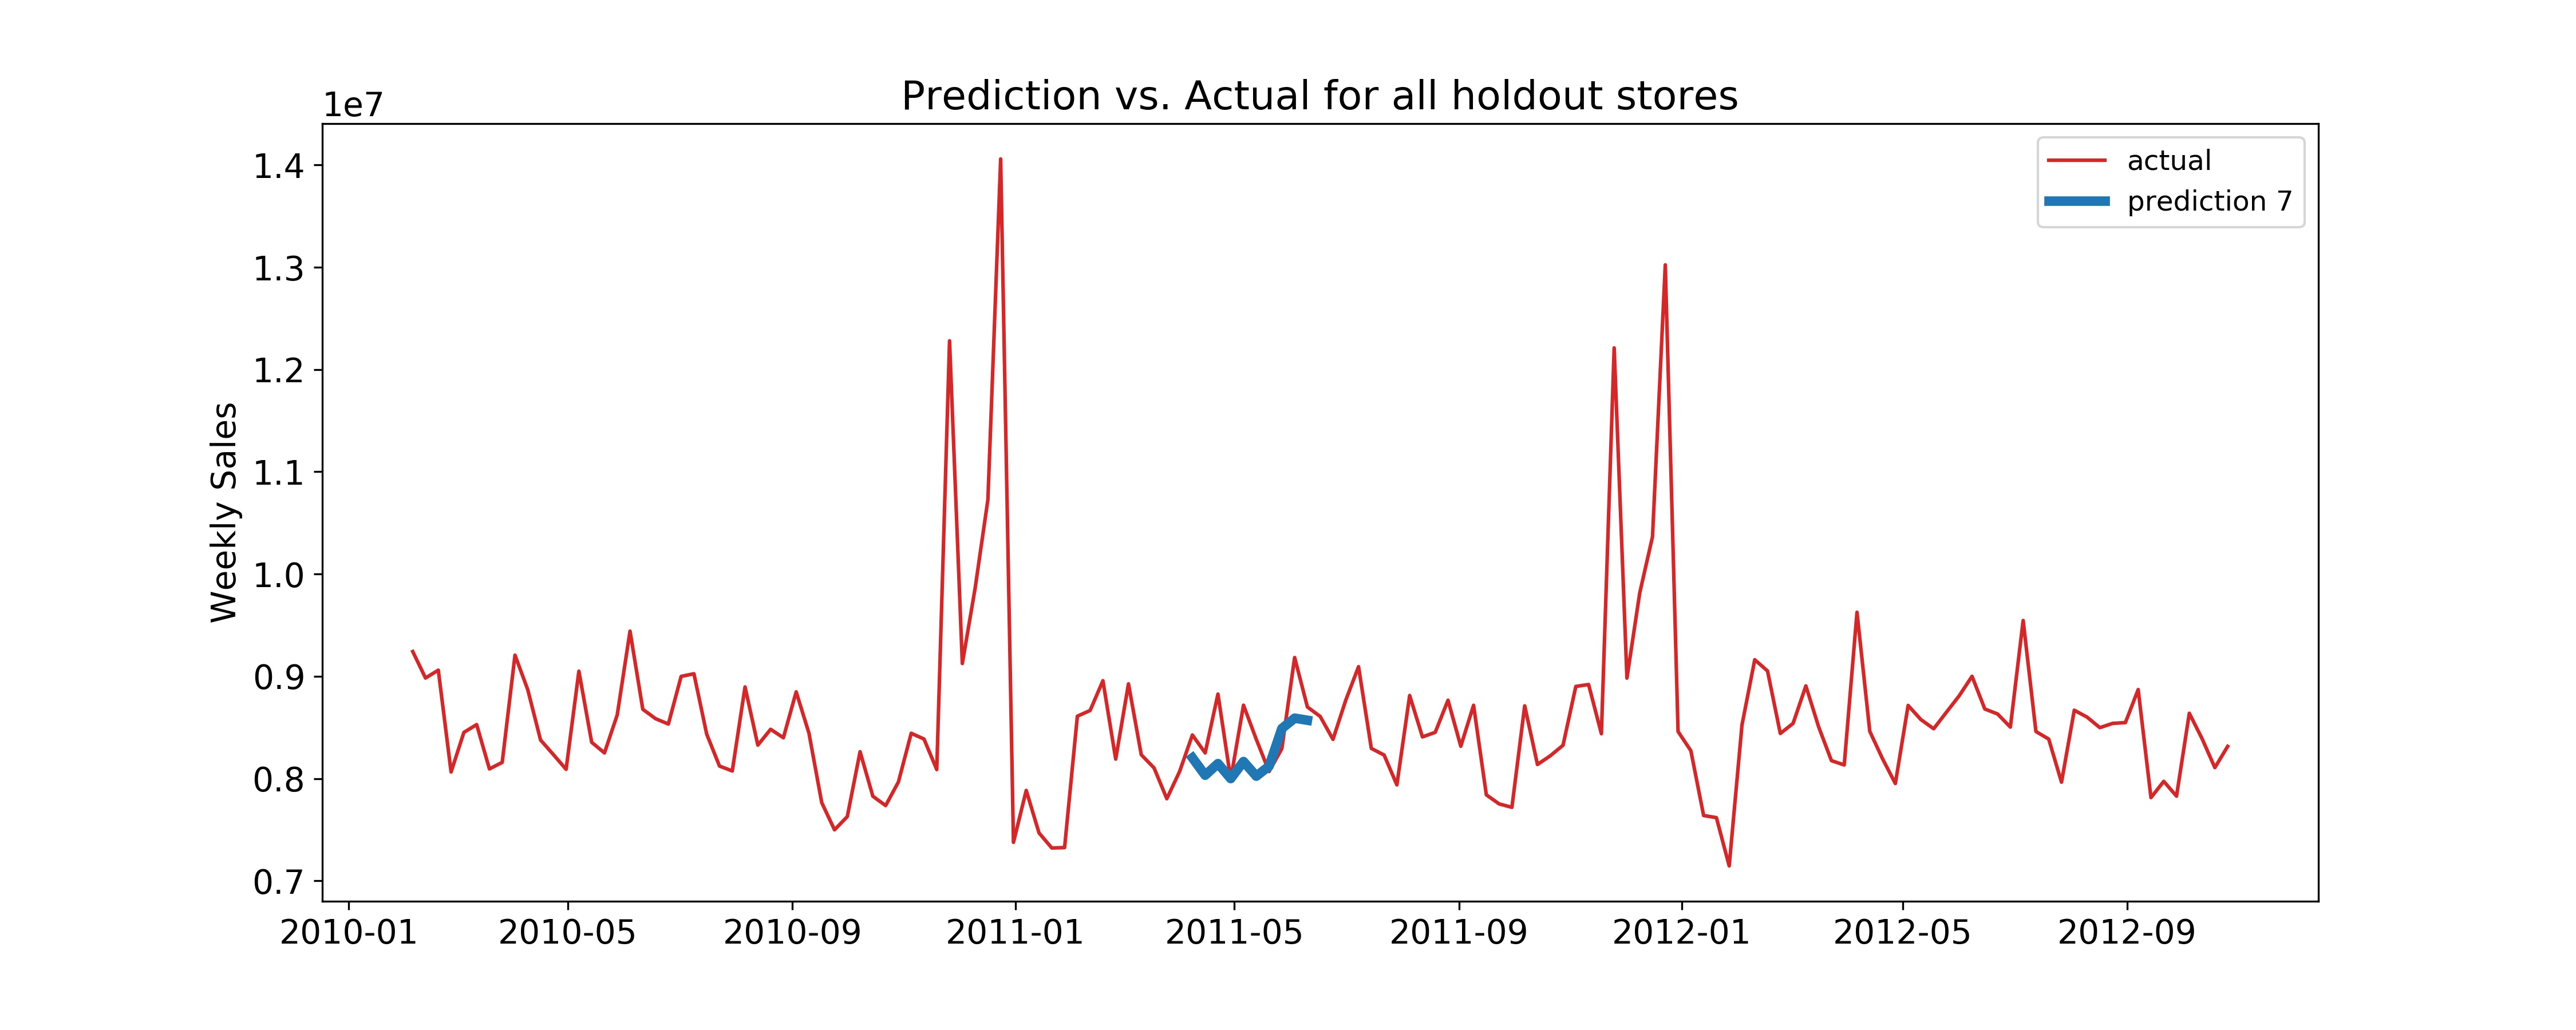 Prediction vs. Actual for all holdout stores
1e7
actual
prediction 7
1.4
1.3
1.2
1.1
1.0
0.9
0.8
0.7
Weekly Sales
2010-01 2010-05 2010-09 2011-01 2011-05 2011-09 2012-01 2012-05 2012-09